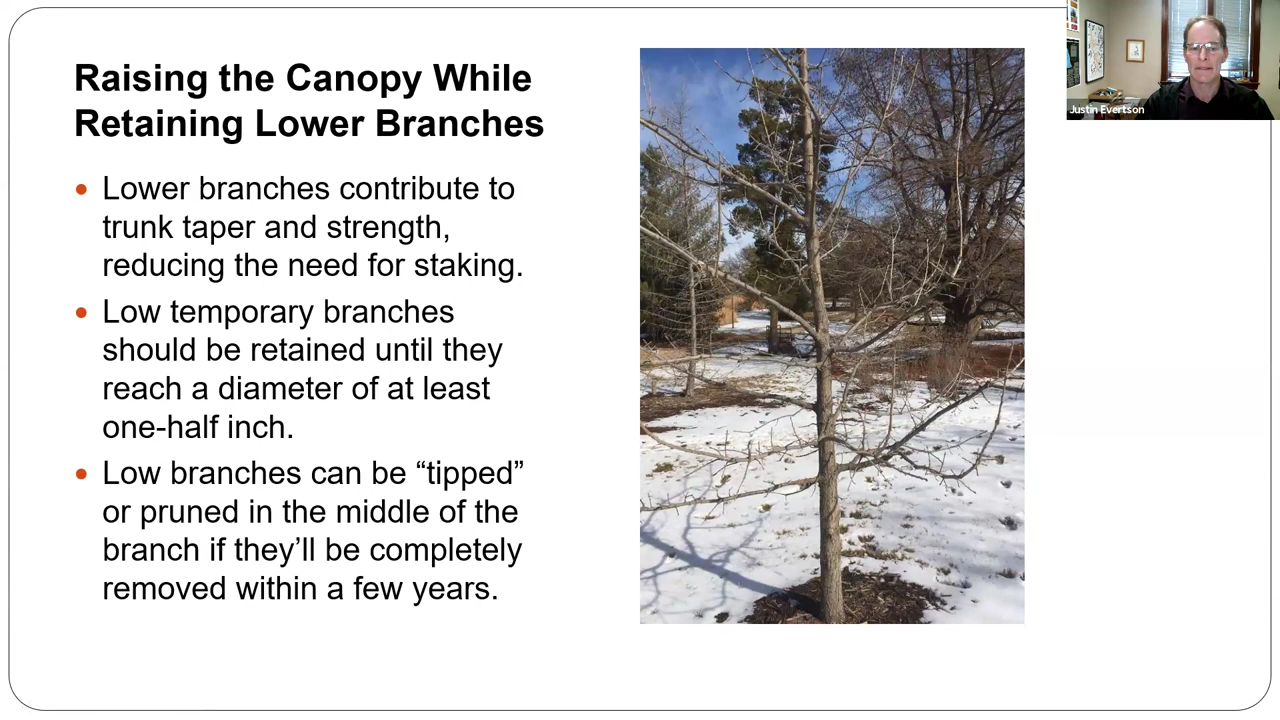 Raising the Canopy While
Retaining Lower Branches
• Lower branches contribute to
trunk taper and strength,
reducing the need for staking.
• Low temporary branches
should be retained until they
reach a diameter of at least
one-half inch.
• Low branches can be “tipped”
or pruned in the middle of the
branch if they’ll be completely
removed within a few years.
Justin Evertson